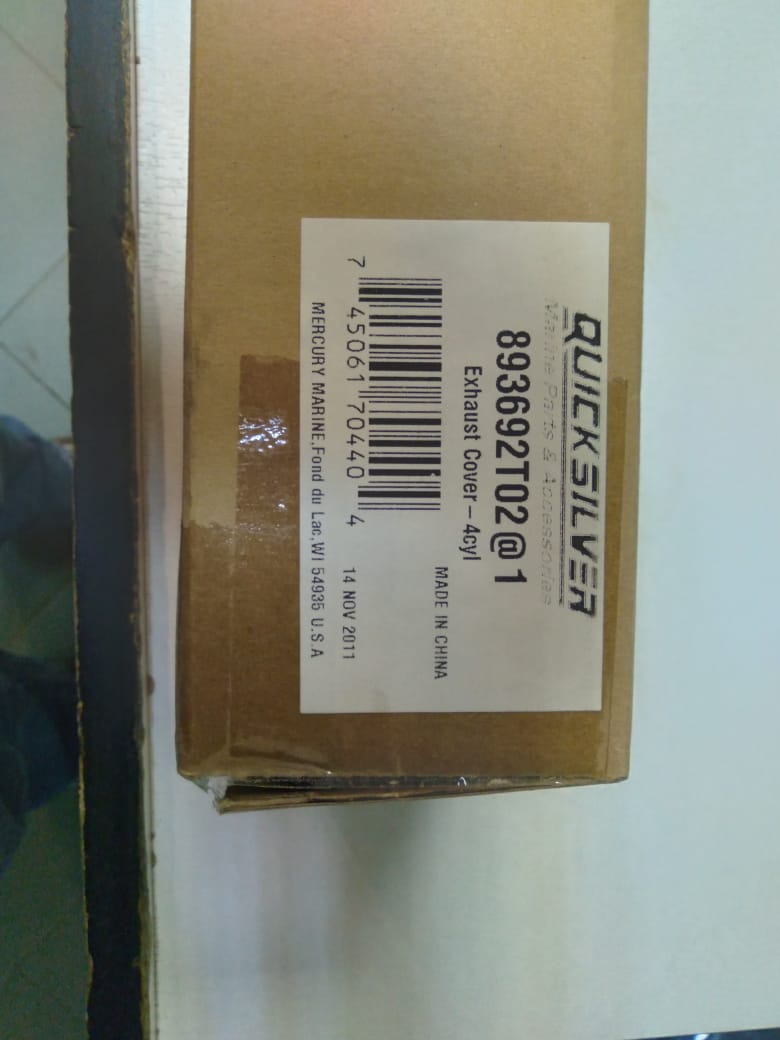 QUICKSILVER
Marine Parts & Accessories
893692T02@1
Exhaust Cover – 4cyl
MADE IN CHINA
7 45061 70440 4
14 NOV 2011
MERCURY MARINE,Fond du Lac,WI 54935 U.S.A